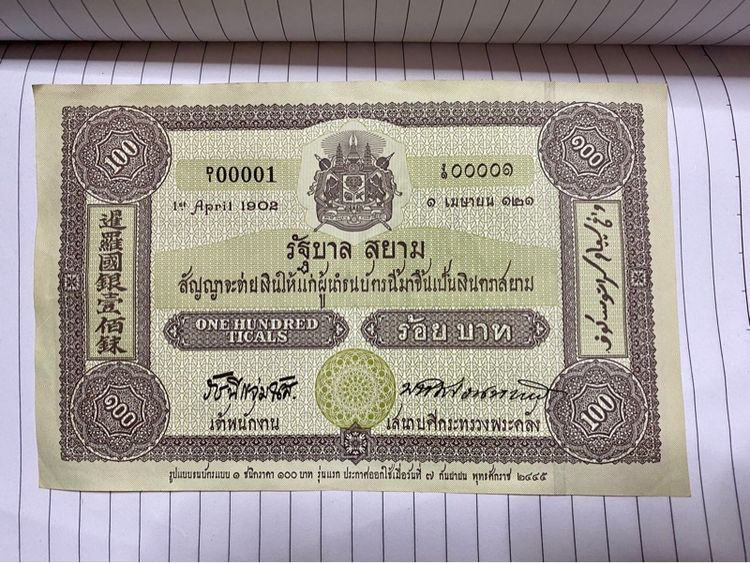 100
๑๐๐
ก 00001
1st April 1902
๑ เมษายน ๑๒๑
รัฐบาล สยาม
สัญญาจะจ่ายเงินให้แก่ผู้นำธนบัตรนี้มาขึ้นเป็นเงินตราสยาม
ONE HUNDRED
TICALS
ร้อย บาท
暹羅國銀壹佰銖
เจ้าพนักงาน
เสนาบดีกระทรวงพระคลัง
๑๐๐
100
รูปแบบธนบัตรแบบ ๑ ชนิดราคา ๑๐๐ บาท รุ่นแรก ประกาศออกใช้เมื่อวันที่ ๗ กันยายน พุทธศักราช ๒๔๔๕